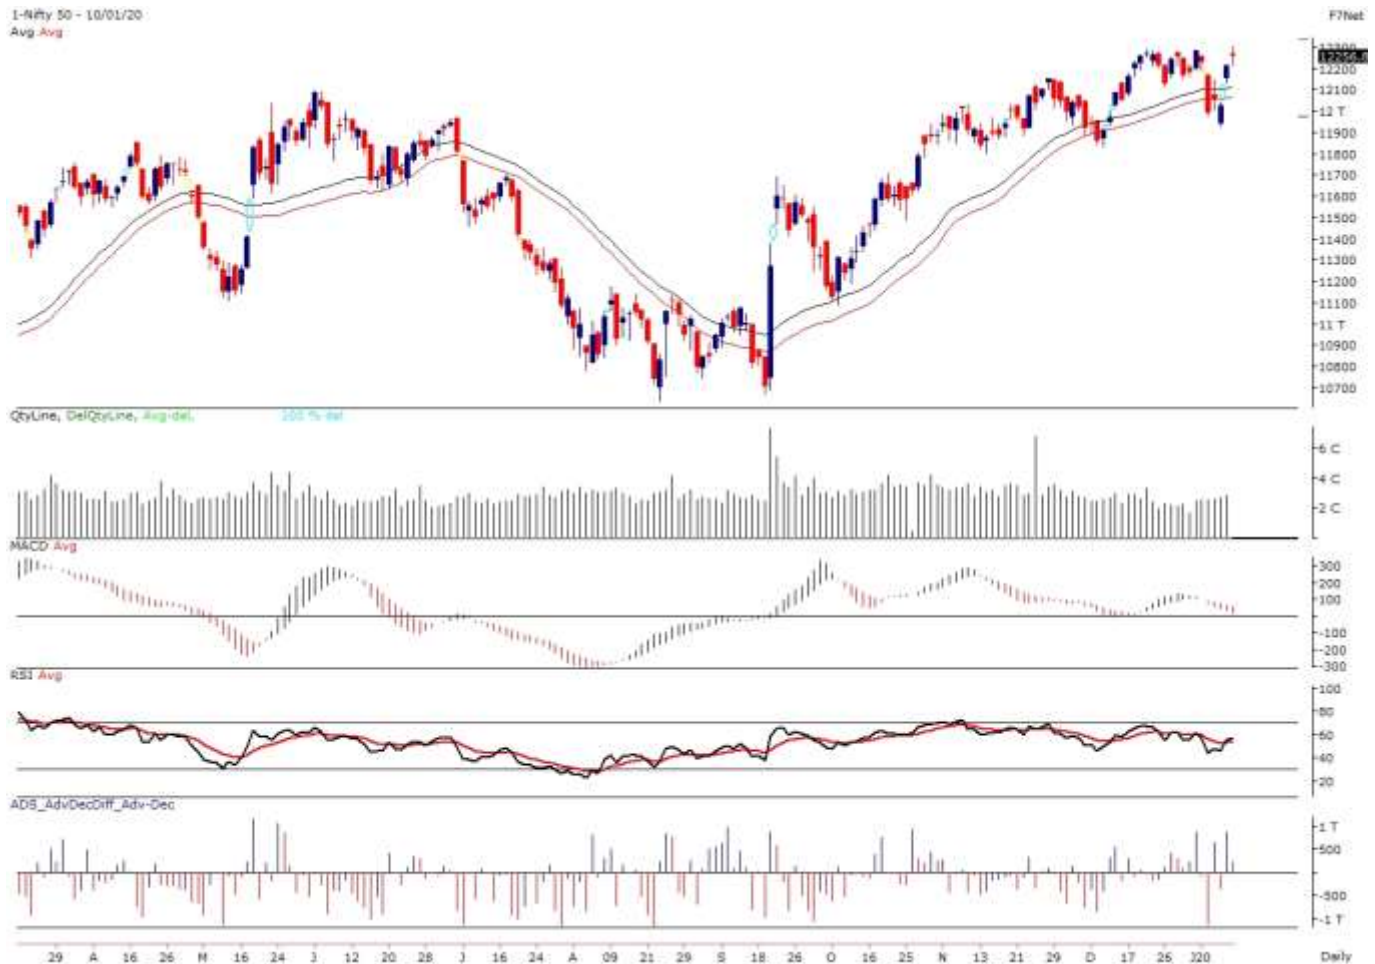 1-Nifty 50 - 10/01/20
F7Net
Avg Avg
12300
12256.8
12200
12100
12 T
11900
11800
11700
11600
11500
11400
11300
11200
11100
11 T
10900
10800
10700
QtyLine, DelQtyLine, Avg-del, 100 % del
6 C
4 C
2 C
MACD Avg
300
200
100
-100
-200
-300
RSI Avg
100
80
60
40
20
ADS_AdvDecDiff_Adv-Dec
1 T
500
-500
-1 T
29 A 16 26 M 16 24 J 12 20 28 J 16 24 A 09 21 29 S 18 26 O 16 25 N 13 21 29 D 17 26 J20 Daily